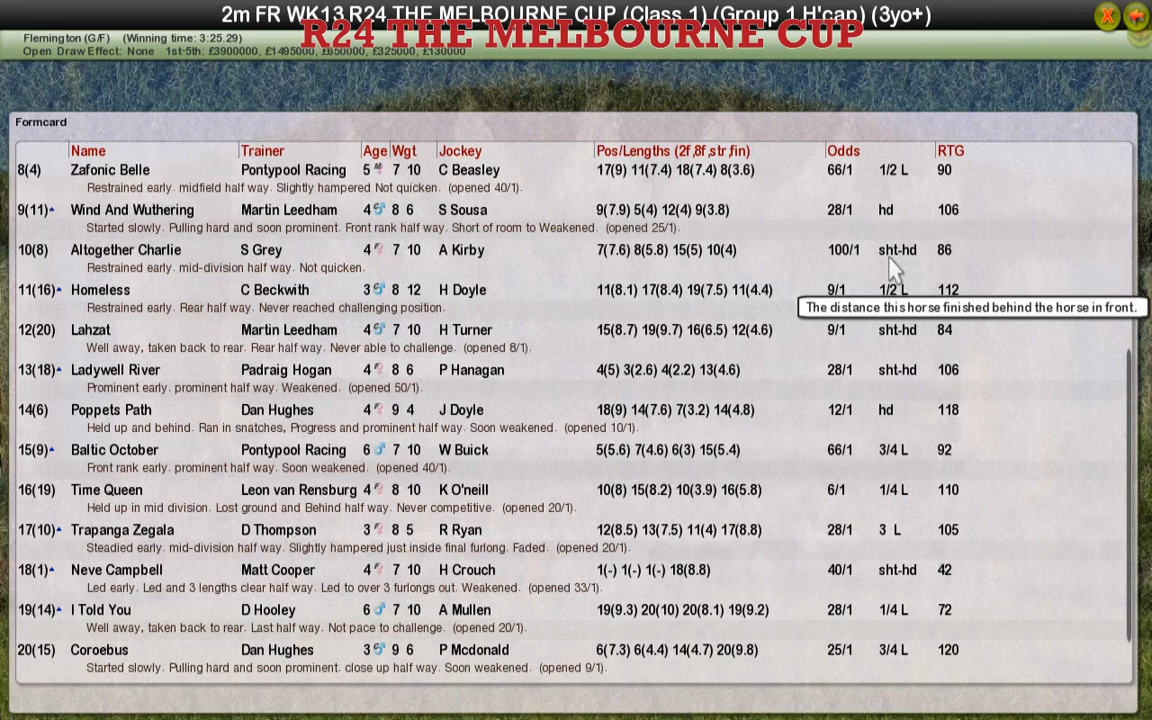 2m FR WK13 R24 THE MELBOURNE CUP (Class 1) (Group 1 H'cap) (3yo+)
R24 THE MELBOURNE CUP
Flemington (G/F) (Winning time: 3:25.29)
Open Draw Effect: None 1st-5th: £3900000, £1495000, £650000, £325000, £130000
Formcard
Name Trainer Age Wgt Jockey Pos/Lengths (2f,8f,str,fin) Odds RTG
8(4) Zafonic Belle Pontypool Racing 5 7 10 C Beasley 17(9) 11(7.4) 18(7.4) 8(3.6) 66/1 1/2 L 90
Restrained early. midfield half way. Slightly hampered Not quicken. (opened 40/1).
9(11) Wind And Wuthering Martin Leedham 4 8 6 S Sousa 9(7.9) 5(4) 12(4) 9(3.8) 28/1 hd 106
Started slowly. Pulling hard and soon prominent. Front rank half way. Short of room to Weakened. (opened 25/1).
10(8) Altogether Charlie S Grey 4 7 10 A Kirby 7(7.6) 8(5.8) 15(5) 10(4) 100/1 sht-hd 86
Restrained early. mid-division half way. Not quicken.
11(16) Homeless C Beckwith 3 8 12 H Doyle 11(8.1) 17(8.4) 19(7.5) 11(4.4) 9/1 1/2 L 112
Restrained early. Rear half way. Never reached challenging position.
The distance this horse finished behind the horse in front.
12(20) Lahzat Martin Leedham 4 7 10 H Turner 15(8.7) 19(9.7) 16(6.5) 12(4.6) 9/1 sht-hd 84
Well away, taken back to rear. Rear half way. Never able to challenge. (opened 8/1).
13(18) Ladywell River Padraig Hogan 4 8 6 P Hanagan 4(5) 3(2.6) 4(2.2) 13(4.6) 28/1 sht-hd 106
Prominent early. prominent half way. Weakened. (opened 50/1).
14(6) Poppets Path Dan Hughes 4 9 4 J Doyle 18(9) 14(7.6) 7(3.2) 14(4.8) 12/1 hd 118
Held up and behind. Ran in snatches, Progress and prominent half way. Soon weakened. (opened 10/1).
15(9) Baltic October Pontypool Racing 6 7 10 W Buick 5(5.6) 7(4.6) 6(3) 15(5.4) 66/1 3/4 L 92
Front rank early. prominent half way. Soon weakened. (opened 40/1).
16(19) Time Queen Leon van Rensburg 4 8 10 K O'neill 10(8) 15(8.2) 10(3.9) 16(5.8) 6/1 1/4 L 110
Held up in mid division. Lost ground and Behind half way. Never competitive. (opened 20/1).
17(10) Trapanga Zegala D Thompson 3 8 5 R Ryan 12(8.5) 13(7.5) 11(4) 17(8.8) 28/1 3 L 105
Steadied early. mid-division half way. Slightly hampered just inside final furlong. Faded. (opened 20/1).
18(1) Neve Campbell Matt Cooper 4 7 10 H Crouch 1(-) 1(-) 1(-) 18(8.8) 40/1 sht-hd 42
Led early. Led and 3 lengths clear half way. Led to over 3 furlongs out. Weakened. (opened 33/1).
19(14) I Told You D Hooley 6 7 10 A Mullen 19(9.3) 20(10) 20(8.1) 19(9.2) 28/1 1/4 L 72
Well away, taken back to rear. Last half way. Not pace to challenge. (opened 20/1).
20(15) Coroebus Dan Hughes 3 9 6 P Mcdonald 6(7.3) 6(4.4) 14(4.7) 20(9.8) 25/1 3/4 L 120
Started slowly. Pulling hard and soon prominent. close up half way. Soon weakened. (opened 9/1).